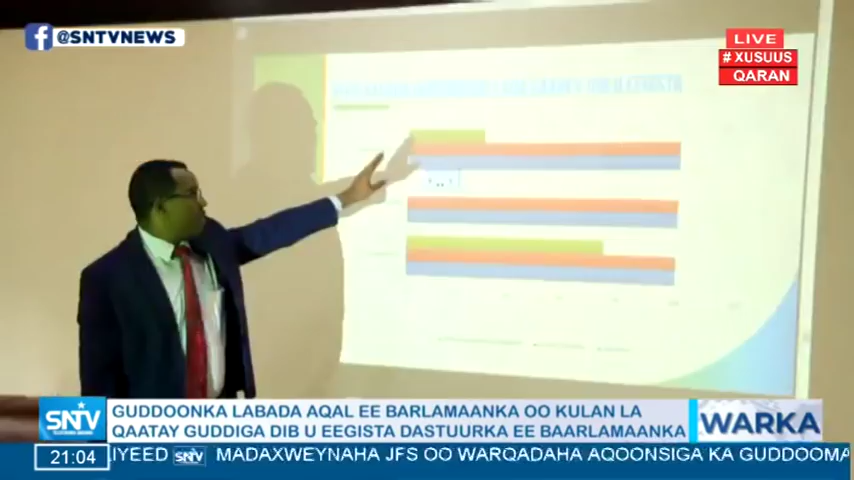 @SNTVNEWS
LIVE
# XUSUUS
QARAN
SNTV
GUDDOONKA LABADA AQAL EE BARLAMAANKA OO KULAN LA
QAATAY GUDDIGA DIB U EEGISTA DASTUURKA EE BAARLAMAANKA
WARKA
21:04
IYEED SNTV MADAXWEYNAHA JFS OO WARQADAHA AQOONSIGA KA GUDDOOMA